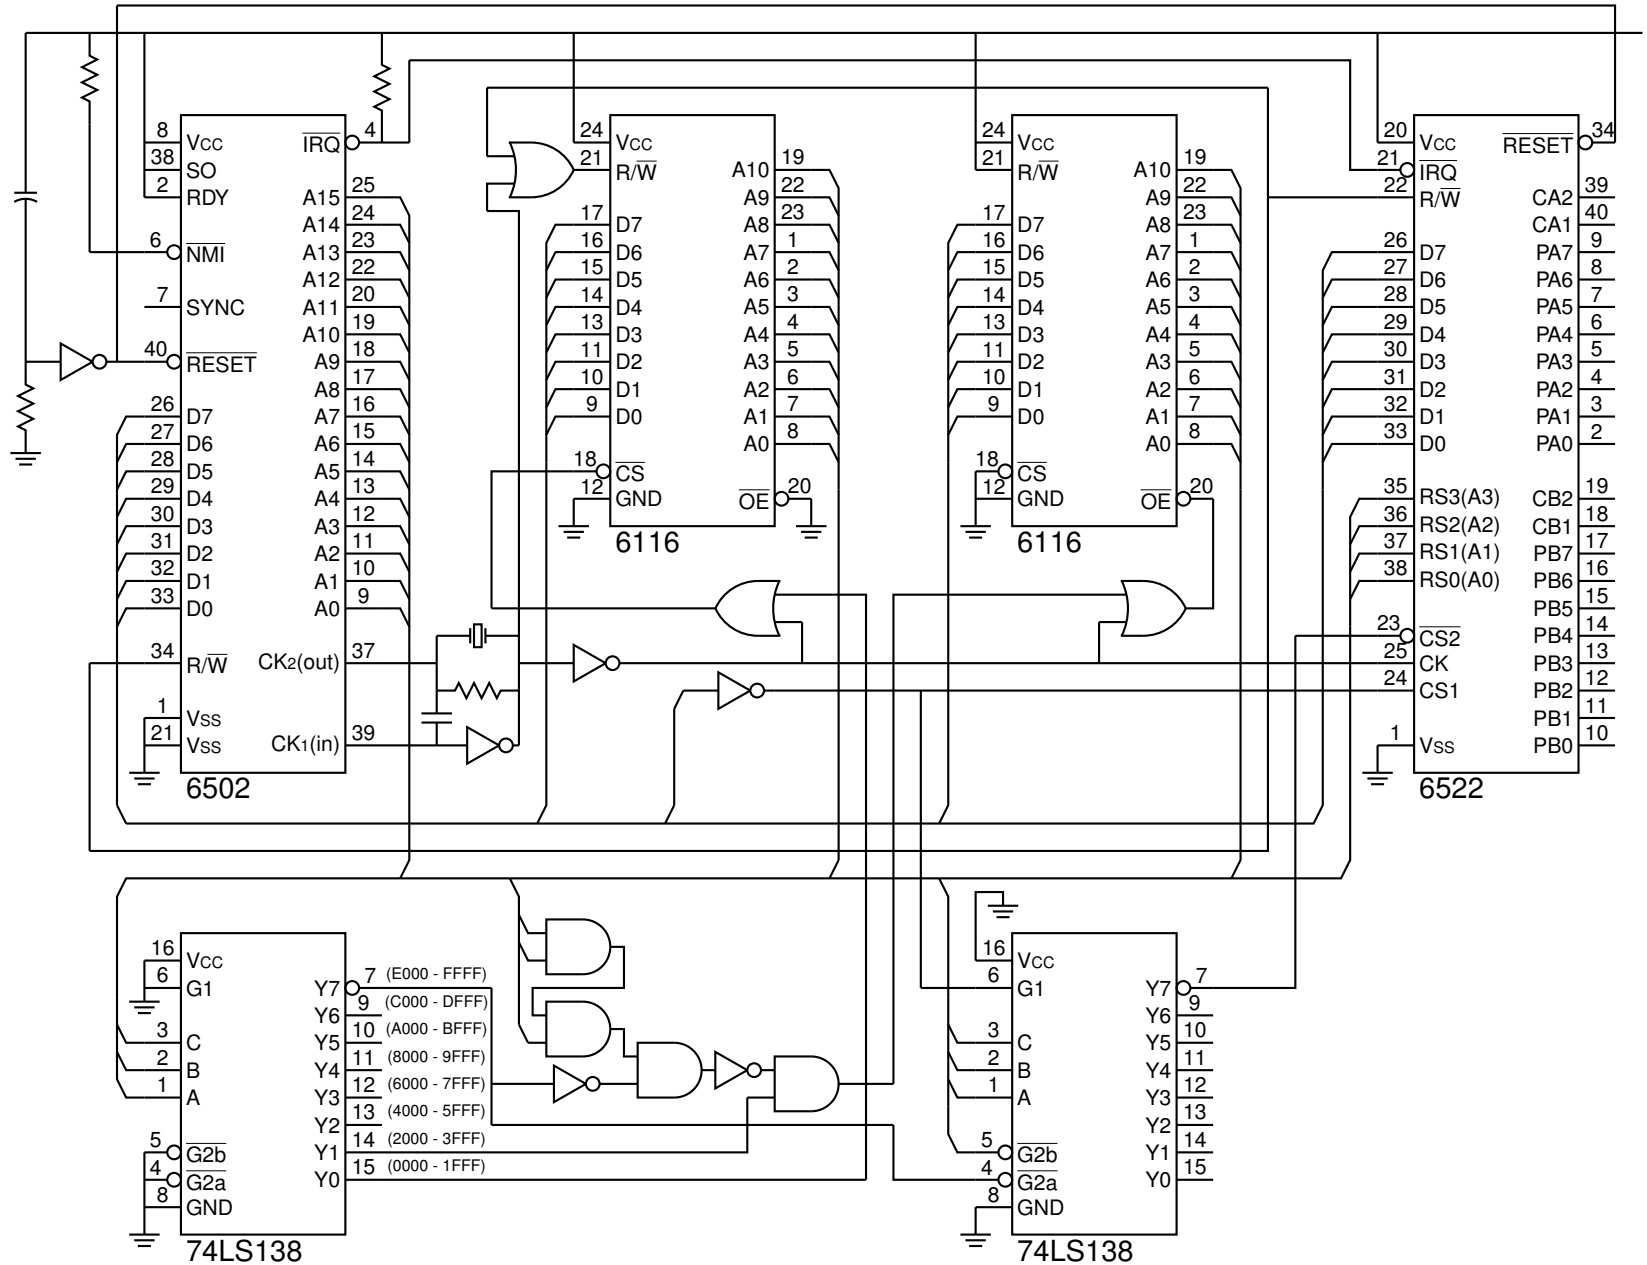 8 VCC
38 SO
2 RDY
6 NMI
7 SYNC
40 RESET
26 D7
27 D6
28 D5
29 D4
30 D3
31 D2
32 D1
33 D0
34 R/W
1 VSS
21 VSS
IRQ 4
A15 25
A14 24
A13 23
A12 22
A11 20
A10 19
A9 18
A8 17
A7 16
A6 15
A5 14
A4 13
A3 12
A2 11
A1 10
A0 9
CK2(out) 37
CK1(in) 39
6502
24 VCC
21 R/W
17 D7
16 D6
15 D5
14 D4
13 D3
11 D2
10 D1
9 D0
18 CS
12 GND
A10 19
A9 22
A8 23
A7 1
A6 2
A5 3
A4 4
A3 5
A2 6
A1 7
A0 8
OE 20
6116
24 VCC
21 R/W
17 D7
16 D6
15 D5
14 D4
13 D3
11 D2
10 D1
9 D0
18 CS
12 GND
A10 19
A9 22
A8 23
A7 1
A6 2
A5 3
A4 4
A3 5
A2 6
A1 7
A0 8
OE 20
6116
20 VCC
21 IRQ
22 R/W
26 D7
27 D6
28 D5
29 D4
30 D3
31 D2
32 D1
33 D0
35 RS3(A3)
36 RS2(A2)
37 RS1(A1)
38 RS0(A0)
23 CS2
25 CK
24 CS1
1 VSS
RESET 34
CA2 39
CA1 40
PA7 9
PA6 8
PA5 7
PA4 6
PA3 5
PA2 4
PA1 3
PA0 2
CB2 19
CB1 18
PB7 17
PB6 16
PB5 15
PB4 14
PB3 13
PB2 12
PB1 11
PB0 10
6522
16 VCC
6 G1
3 C
2 B
1 A
5 G2b
4 G2a
8 GND
Y7 7 (E000 - FFFF)
Y6 9 (C000 - DFFF)
Y5 10 (A000 - BFFF)
Y4 11 (8000 - 9FFF)
Y3 12 (6000 - 7FFF)
Y2 13 (4000 - 5FFF)
Y1 14 (2000 - 3FFF)
Y0 15 (0000 - 1FFF)
74LS138
16 VCC
6 G1
3 C
2 B
1 A
5 G2b
4 G2a
8 GND
Y7 7
Y6 9
Y5 10
Y4 11
Y3 12
Y2 13
Y1 14
Y0 15
74LS138